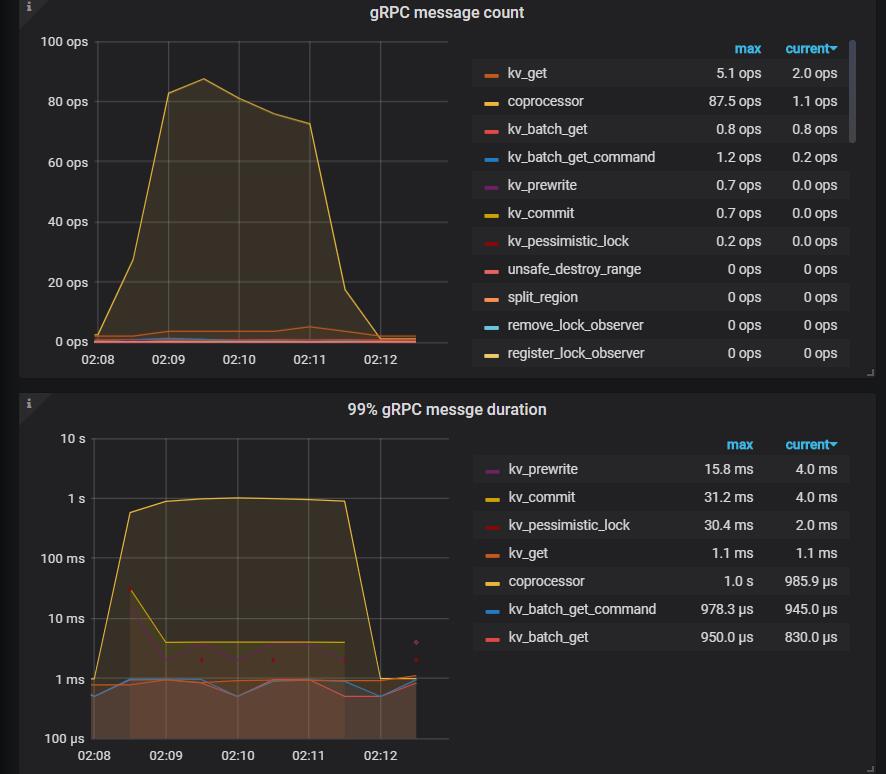 gRPC message count
100 ops
80 ops
60 ops
40 ops
20 ops
0 ops
02:08 02:09 02:10 02:11 02:12
max current
kv_get 5.1 ops 2.0 ops
coprocessor 87.5 ops 1.1 ops
kv_batch_get 0.8 ops 0.8 ops
kv_batch_get_command 1.2 ops 0.2 ops
kv_prewrite 0.7 ops 0.0 ops
kv_commit 0.7 ops 0.0 ops
kv_pessimistic_lock 0.2 ops 0.0 ops
unsafe_destroy_range 0 ops 0 ops
split_region 0 ops 0 ops
remove_lock_observer 0 ops 0 ops
register_lock_observer 0 ops 0 ops
99% gRPC messge duration
10 s
1 s
100 ms
10 ms
1 ms
100 µs
02:08 02:09 02:10 02:11 02:12
max current
kv_prewrite 15.8 ms 4.0 ms
kv_commit 31.2 ms 4.0 ms
kv_pessimistic_lock 30.4 ms 2.0 ms
kv_get 1.1 ms 1.1 ms
coprocessor 1.0 s 985.9 µs
kv_batch_get_command 978.3 µs 945.0 µs
kv_batch_get 950.0 µs 830.0 µs